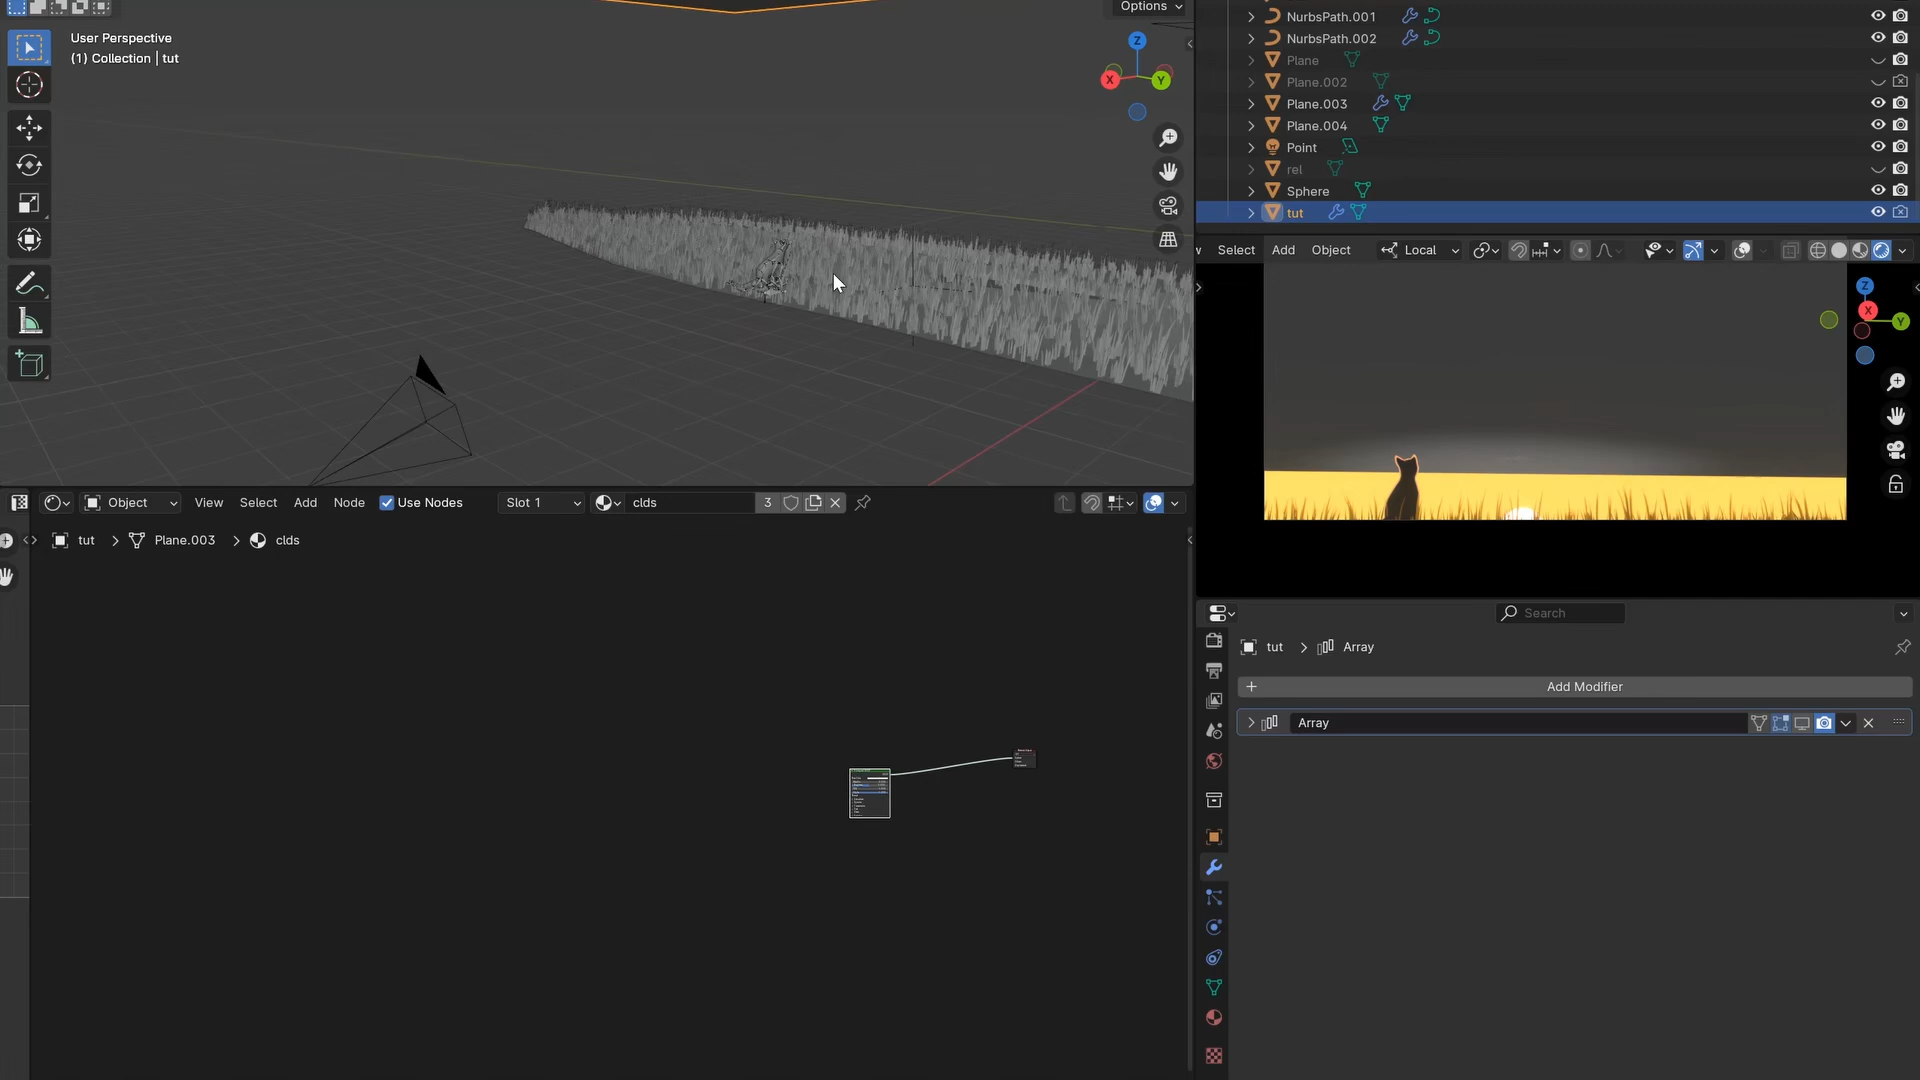 Options
User Perspective
(1) Collection | tut
Z
X
Y
NurbsPath.001
NurbsPath.002
Plane
Plane.002
Plane.003
Plane.004
Point
rel
Sphere
tut
Select Add Object Local
Z
X
Y
Object View Select Add Node Use Nodes Slot 1 clds 3
tut Plane.003 clds
Search
tut Array
Add Modifier
Array